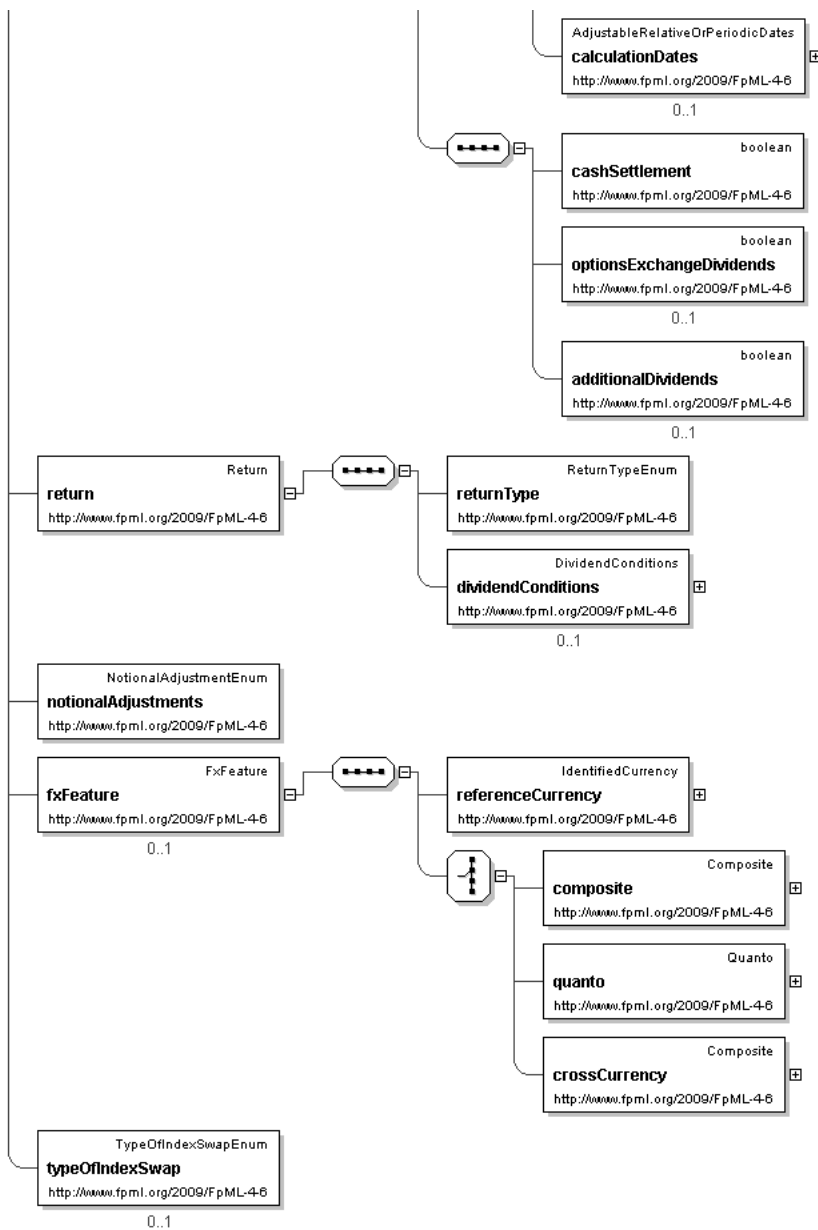 AdjustableRelativeOrPeriodicDates
calculationDates
http://www.fpml.org/2009/FpML-4-6
0..1
boolean
cashSettlement
http://www.fpml.org/2009/FpML-4-6
boolean
optionsExchangeDividends
http://www.fpml.org/2009/FpML-4-6
0..1
boolean
additionalDividends
http://www.fpml.org/2009/FpML-4-6
0..1
Return
return
http://www.fpml.org/2009/FpML-4-6
ReturnTypeEnum
returnType
http://www.fpml.org/2009/FpML-4-6
DividendConditions
dividendConditions
http://www.fpml.org/2009/FpML-4-6
0..1
NotionalAdjustmentEnum
notionalAdjustments
http://www.fpml.org/2009/FpML-4-6
FxFeature
fxFeature
http://www.fpml.org/2009/FpML-4-6
0..1
IdentifiedCurrency
referenceCurrency
http://www.fpml.org/2009/FpML-4-6
Composite
composite
http://www.fpml.org/2009/FpML-4-6
Quanto
quanto
http://www.fpml.org/2009/FpML-4-6
Composite
crossCurrency
http://www.fpml.org/2009/FpML-4-6
TypeOfIndexSwapEnum
typeOfIndexSwap
http://www.fpml.org/2009/FpML-4-6
0..1